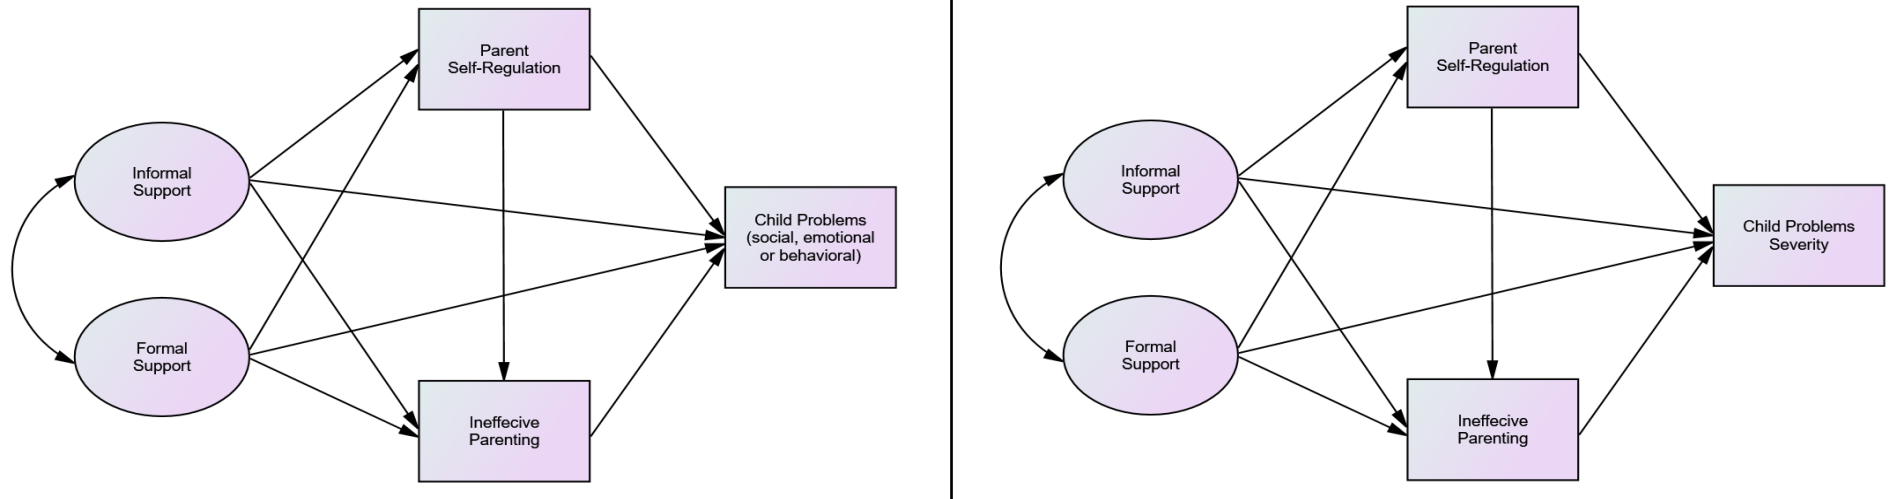 Parent
Self-Regulation
Informal
Support
Child Problems
(social, emotional
or behavioral)
Formal
Support
Ineffecive
Parenting
Parent
Self-Regulation
Informal
Support
Child Problems
Severity
Formal
Support
Ineffecive
Parenting